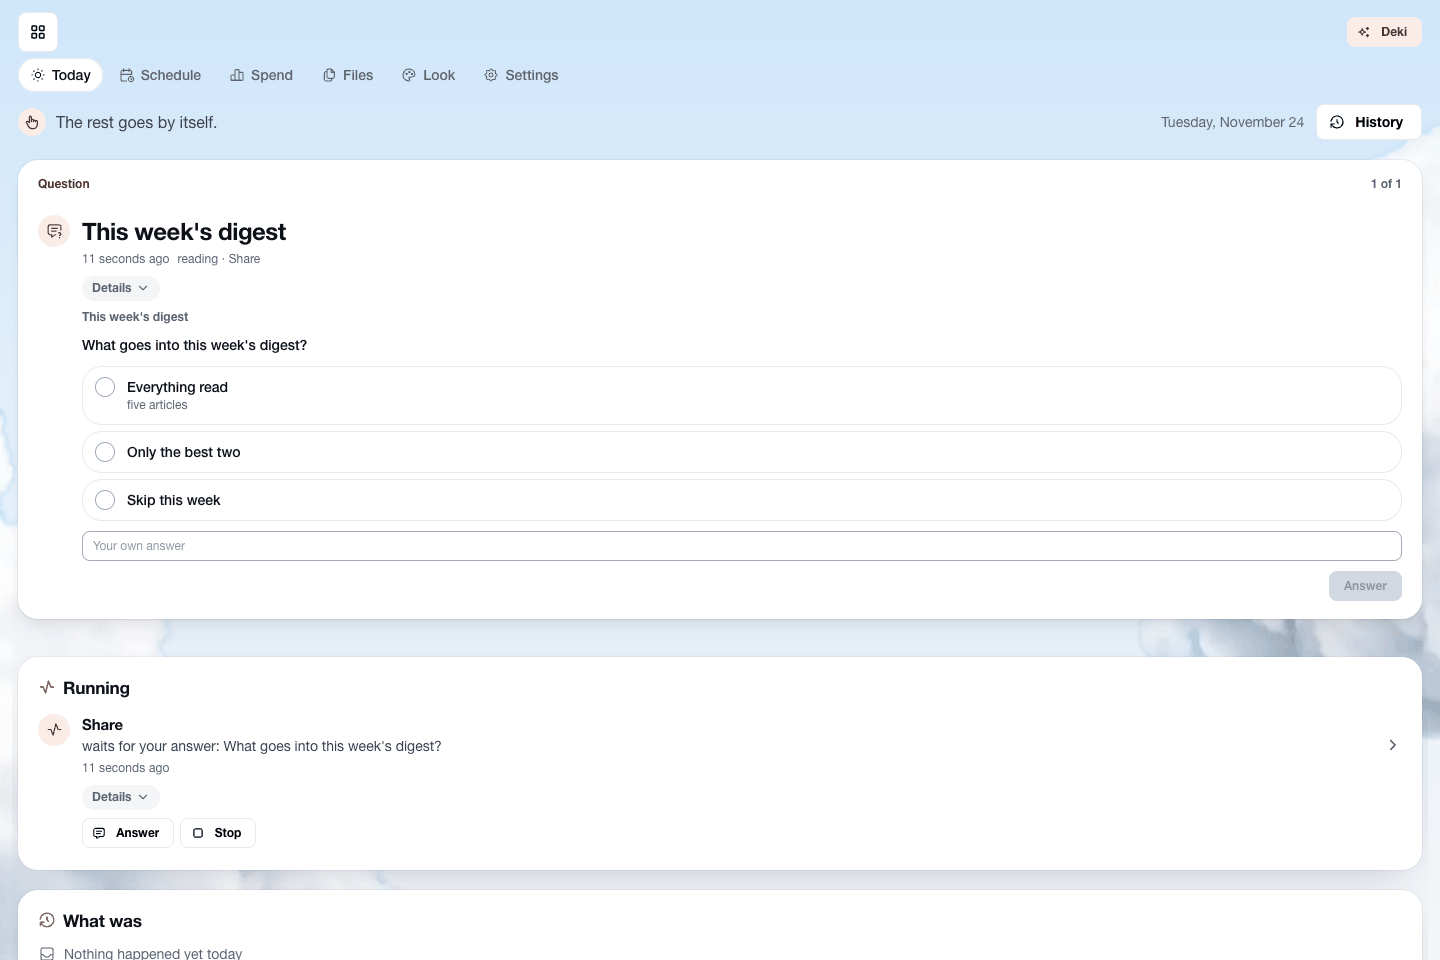 Deki
Today
Schedule
Spend
Files
Look
Settings
The rest goes by itself.
Tuesday, November 24
History
Question
1 of 1
This week's digest
11 seconds ago reading · Share
Details
This week's digest
What goes into this week's digest?
Everything read
five articles
Only the best two
Skip this week
Your own answer
Answer
Running
Share
waits for your answer: What goes into this week's digest?
11 seconds ago
Details
Answer
Stop
What was
Nothing happened yet today